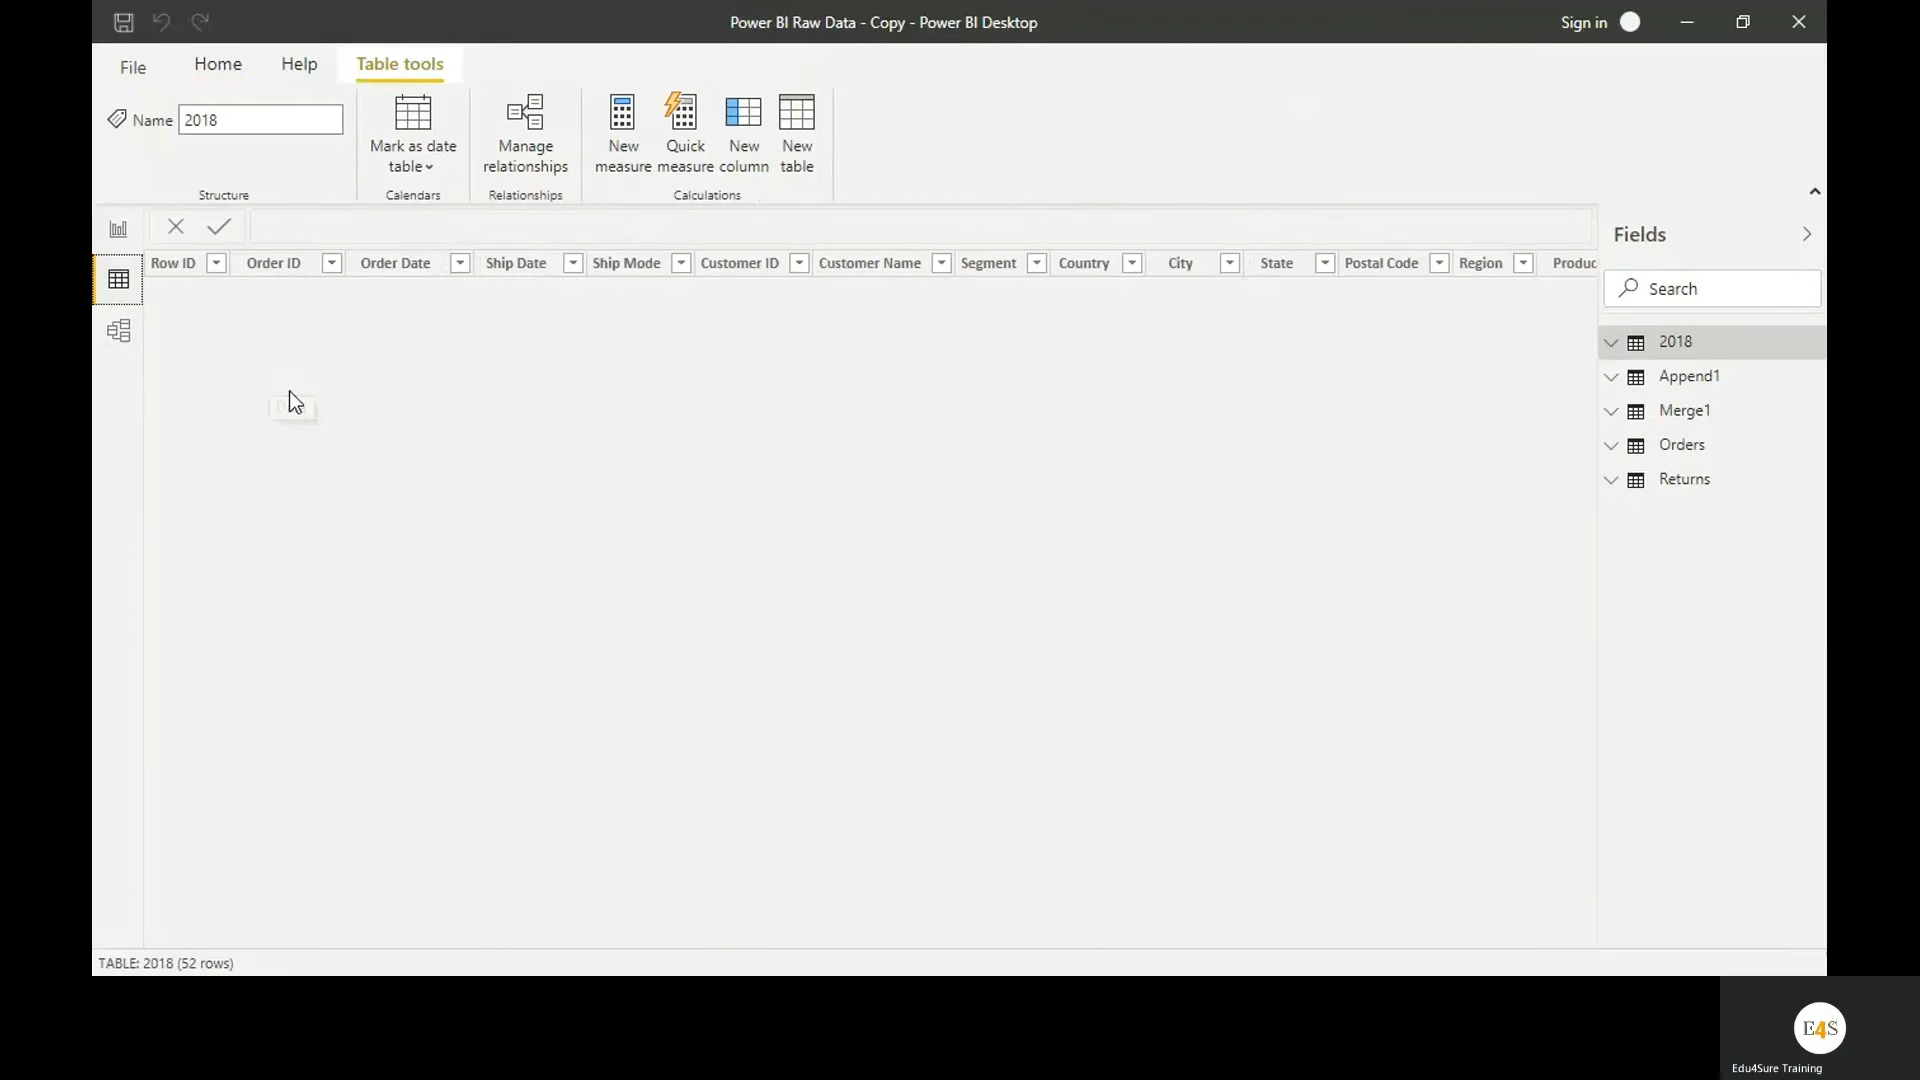 Power BI Raw Data - Copy - Power BI Desktop
Sign in
File Home Help Table tools
Name 2018
Mark as date table
Manage relationships
New measure
Quick measure
New column
New table
Structure Calendars Relationships Calculations
Fields
Row ID Order ID Order Date Ship Date Ship Mode Customer ID Customer Name Segment Country City State Postal Code Region Produc
Search
2018
Append1
Merge1
Orders
Returns
TABLE: 2018 (52 rows)
E4S
Edu4Sure Training